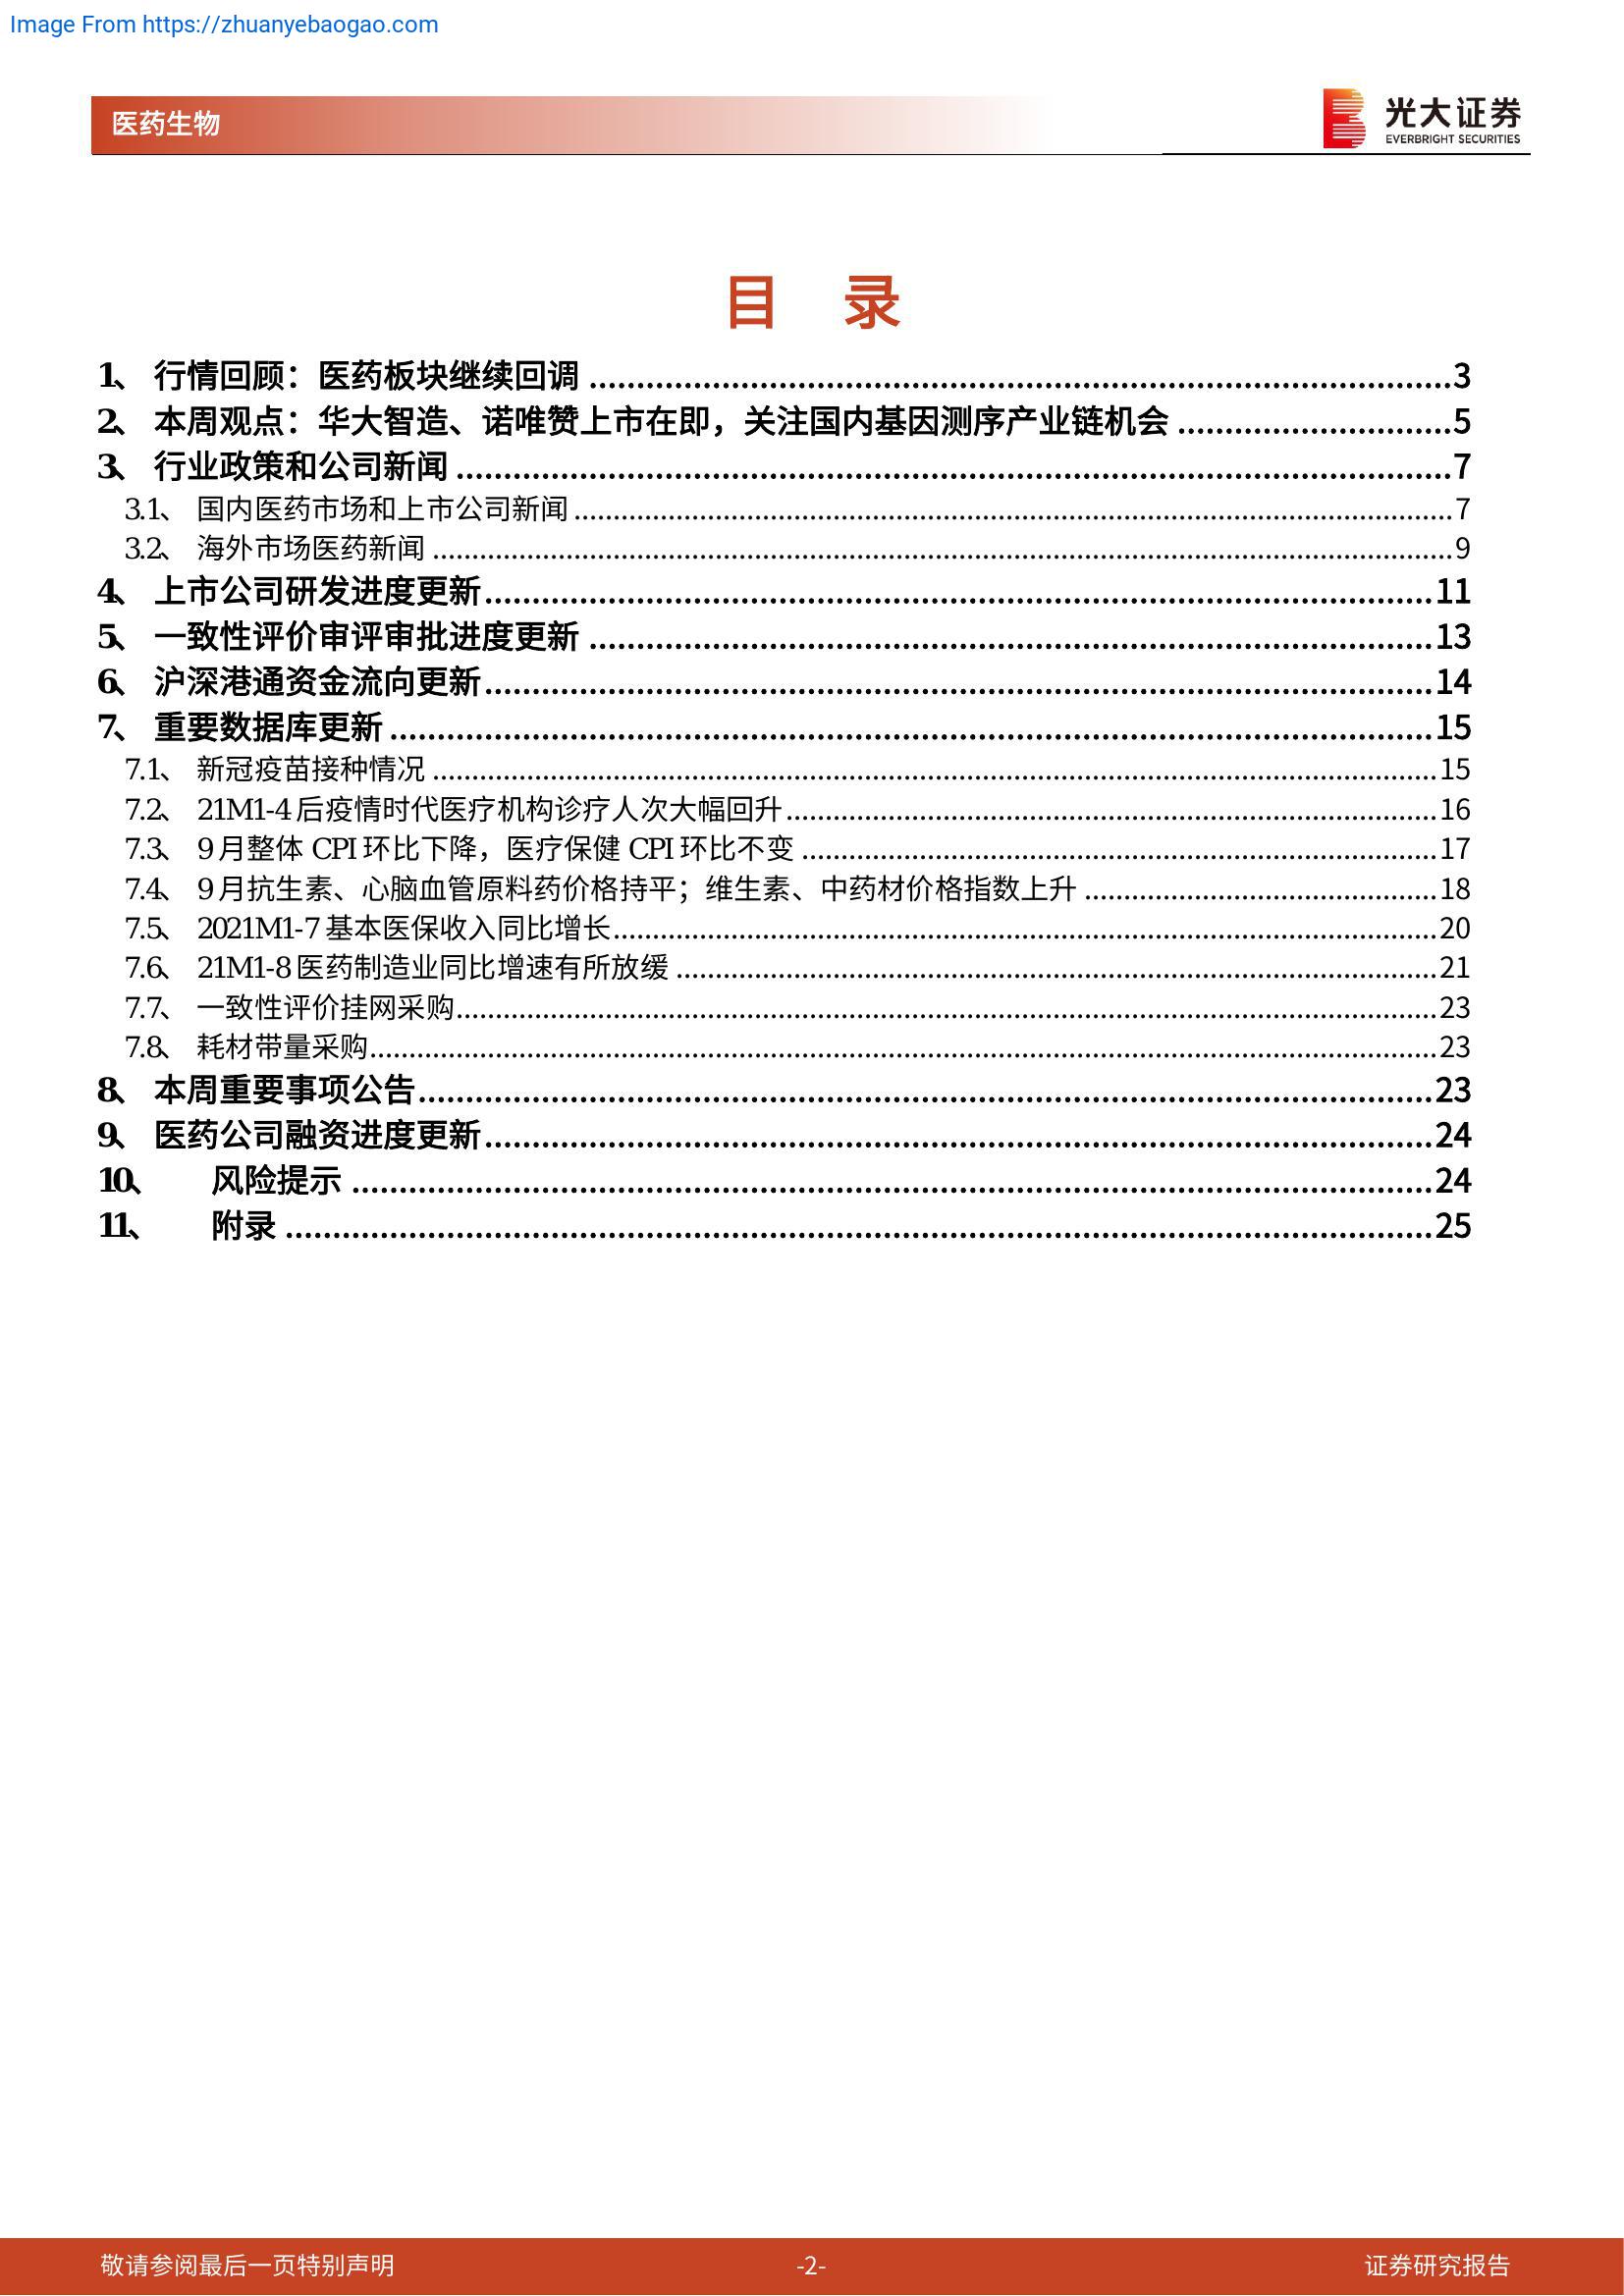 Image From https://zhuanyebaogao.com
医药生物
光大证券
EVERBRIGHT SECURITIES
目 录
1、 行情回顾：医药板块继续回调 3
2、 本周观点：华大智造、诺唯赞上市在即，关注国内基因测序产业链机会 5
3、 行业政策和公司新闻 7
3.1、 国内医药市场和上市公司新闻 7
3.2、 海外市场医药新闻 9
4、 上市公司研发进度更新 11
5、 一致性评价审评审批进度更新 13
6、 沪深港通资金流向更新 14
7、 重要数据库更新 15
7.1、 新冠疫苗接种情况 15
7.2、 21M1-4 后疫情时代医疗机构诊疗人次大幅回升 16
7.3、 9 月整体 CPI 环比下降，医疗保健 CPI 环比不变 17
7.4、 9 月抗生素、心脑血管原料药价格持平；维生素、中药材价格指数上升 18
7.5、 2021M1-7 基本医保收入同比增长 20
7.6、 21M1-8 医药制造业同比增速有所放缓 21
7.7、 一致性评价挂网采购 23
7.8、 耗材带量采购 23
8、 本周重要事项公告 23
9、 医药公司融资进度更新 24
10、 风险提示 24
11、 附录 25
敬请参阅最后一页特别声明 -2- 证券研究报告